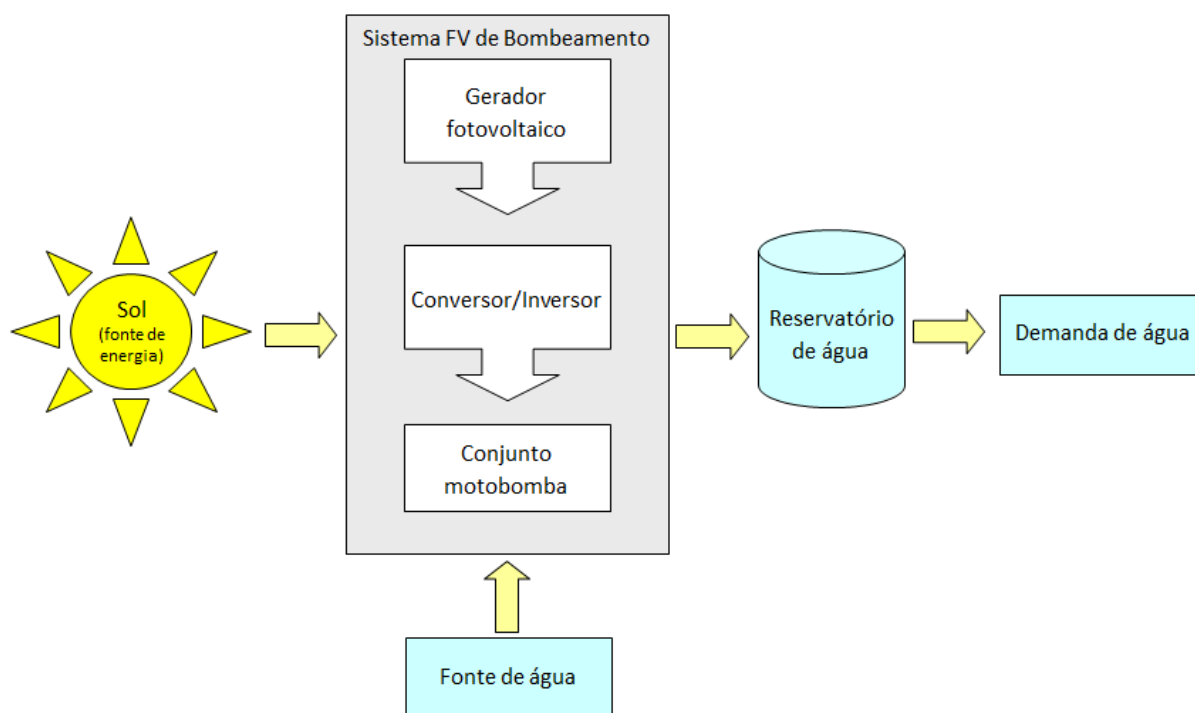 Sistema FV de Bombeamento
Gerador
fotovoltaico
Conversor/Inversor
Conjunto
motobomba
Sol
(fonte de
energia)
Reservatório
de água
Demanda de água
Fonte de água